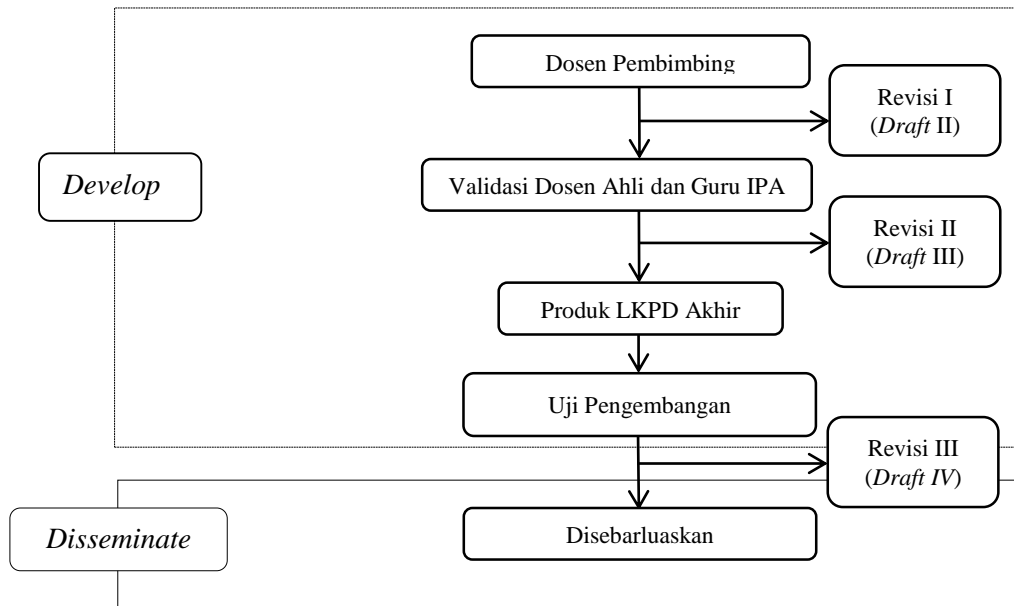 Dosen Pembimbing
Revisi I
(Draft II)
Develop
Validasi Dosen Ahli dan Guru IPA
Revisi II
(Draft III)
Produk LKPD Akhir
Uji Pengembangan
Revisi III
(Draft IV)
Disseminate
Disebarluaskan